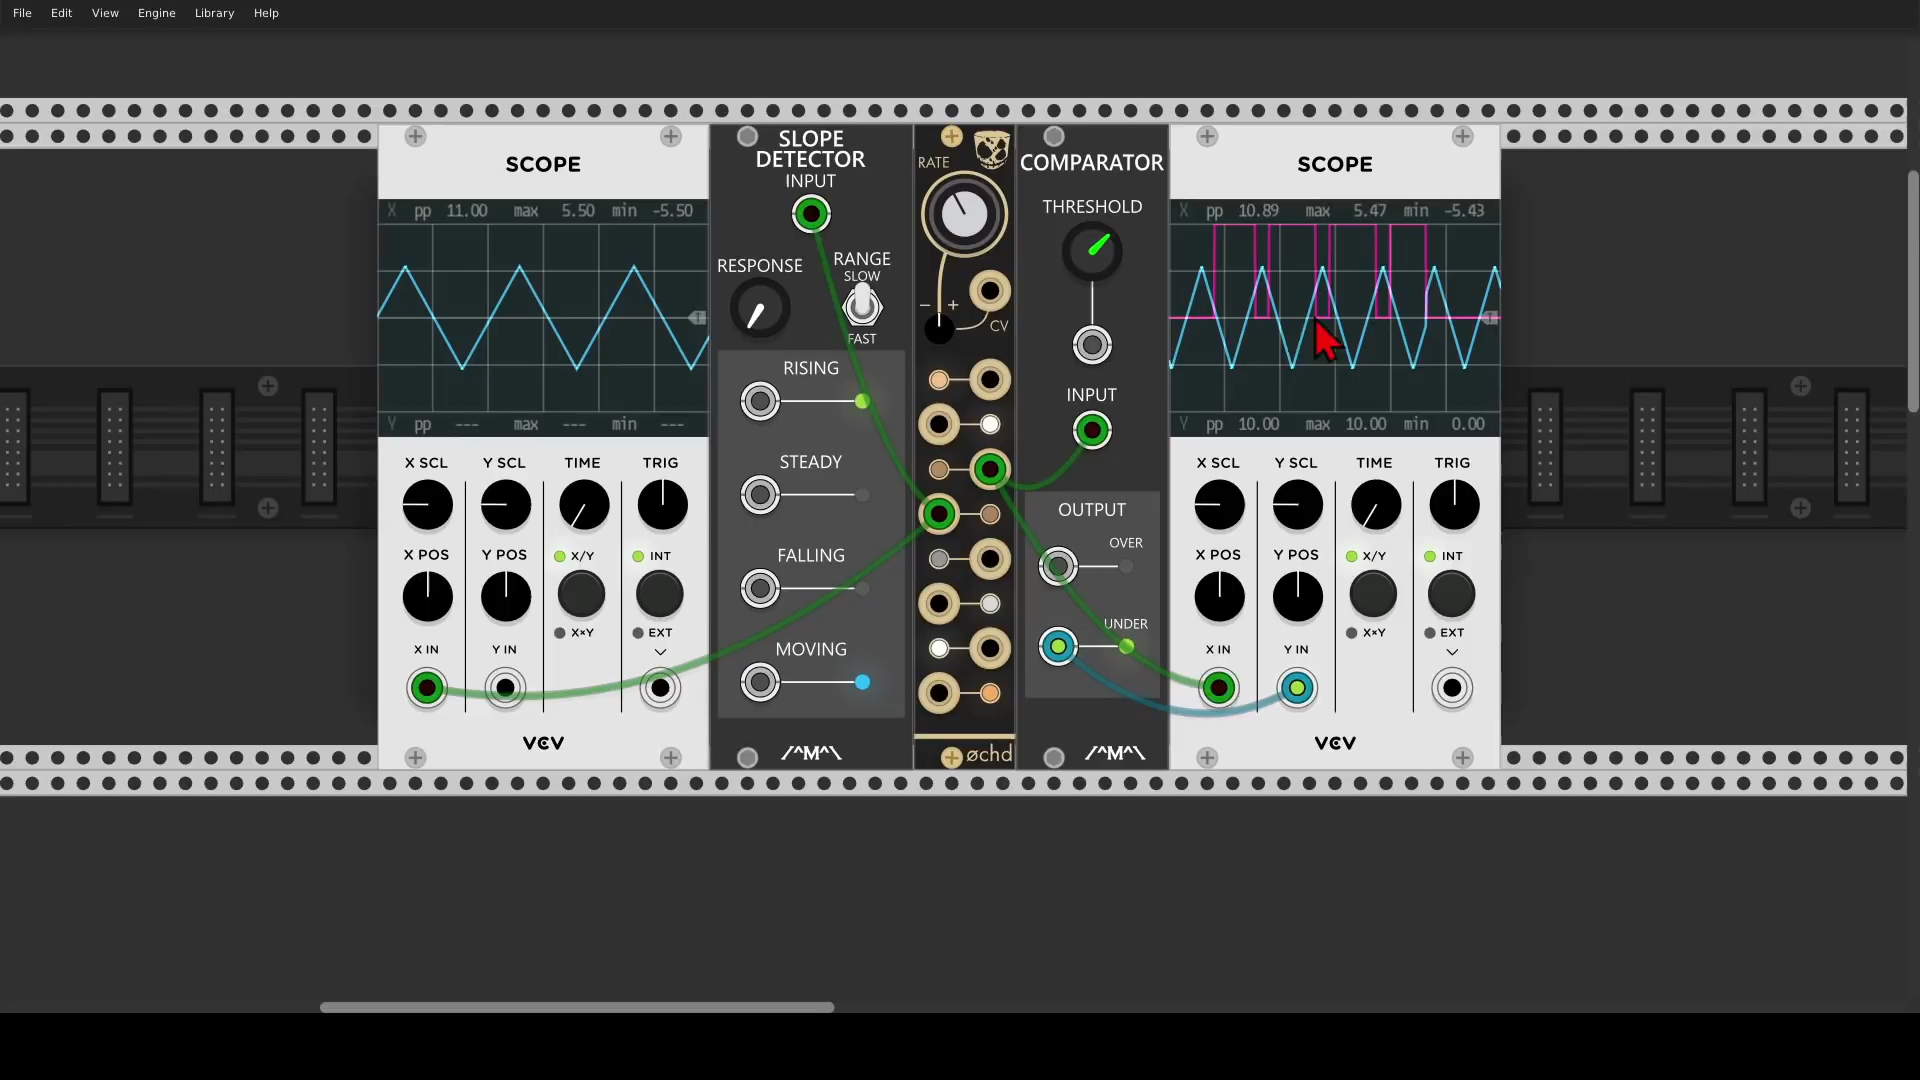 File Edit View Engine Library Help
SCOPE
X pp 11.00 max 5.50 min -5.50
Y pp --- max --- min ---
X SCL Y SCL TIME TRIG
X POS Y POS X/Y INT
X×Y EXT
X IN Y IN
VCV
SLOPE
DETECTOR
INPUT
RESPONSE
RANGE
SLOW
FAST
RISING
STEADY
FALLING
MOVING
/^M^\
RATE
- +
CV
øchd
COMPARATOR
THRESHOLD
INPUT
OUTPUT
OVER
UNDER
/^M^\
SCOPE
X pp 10.89 max 5.47 min -5.43
Y pp 10.00 max 10.00 min 0.00
X SCL Y SCL TIME TRIG
X POS Y POS X/Y INT
X×Y EXT
X IN Y IN
VCV